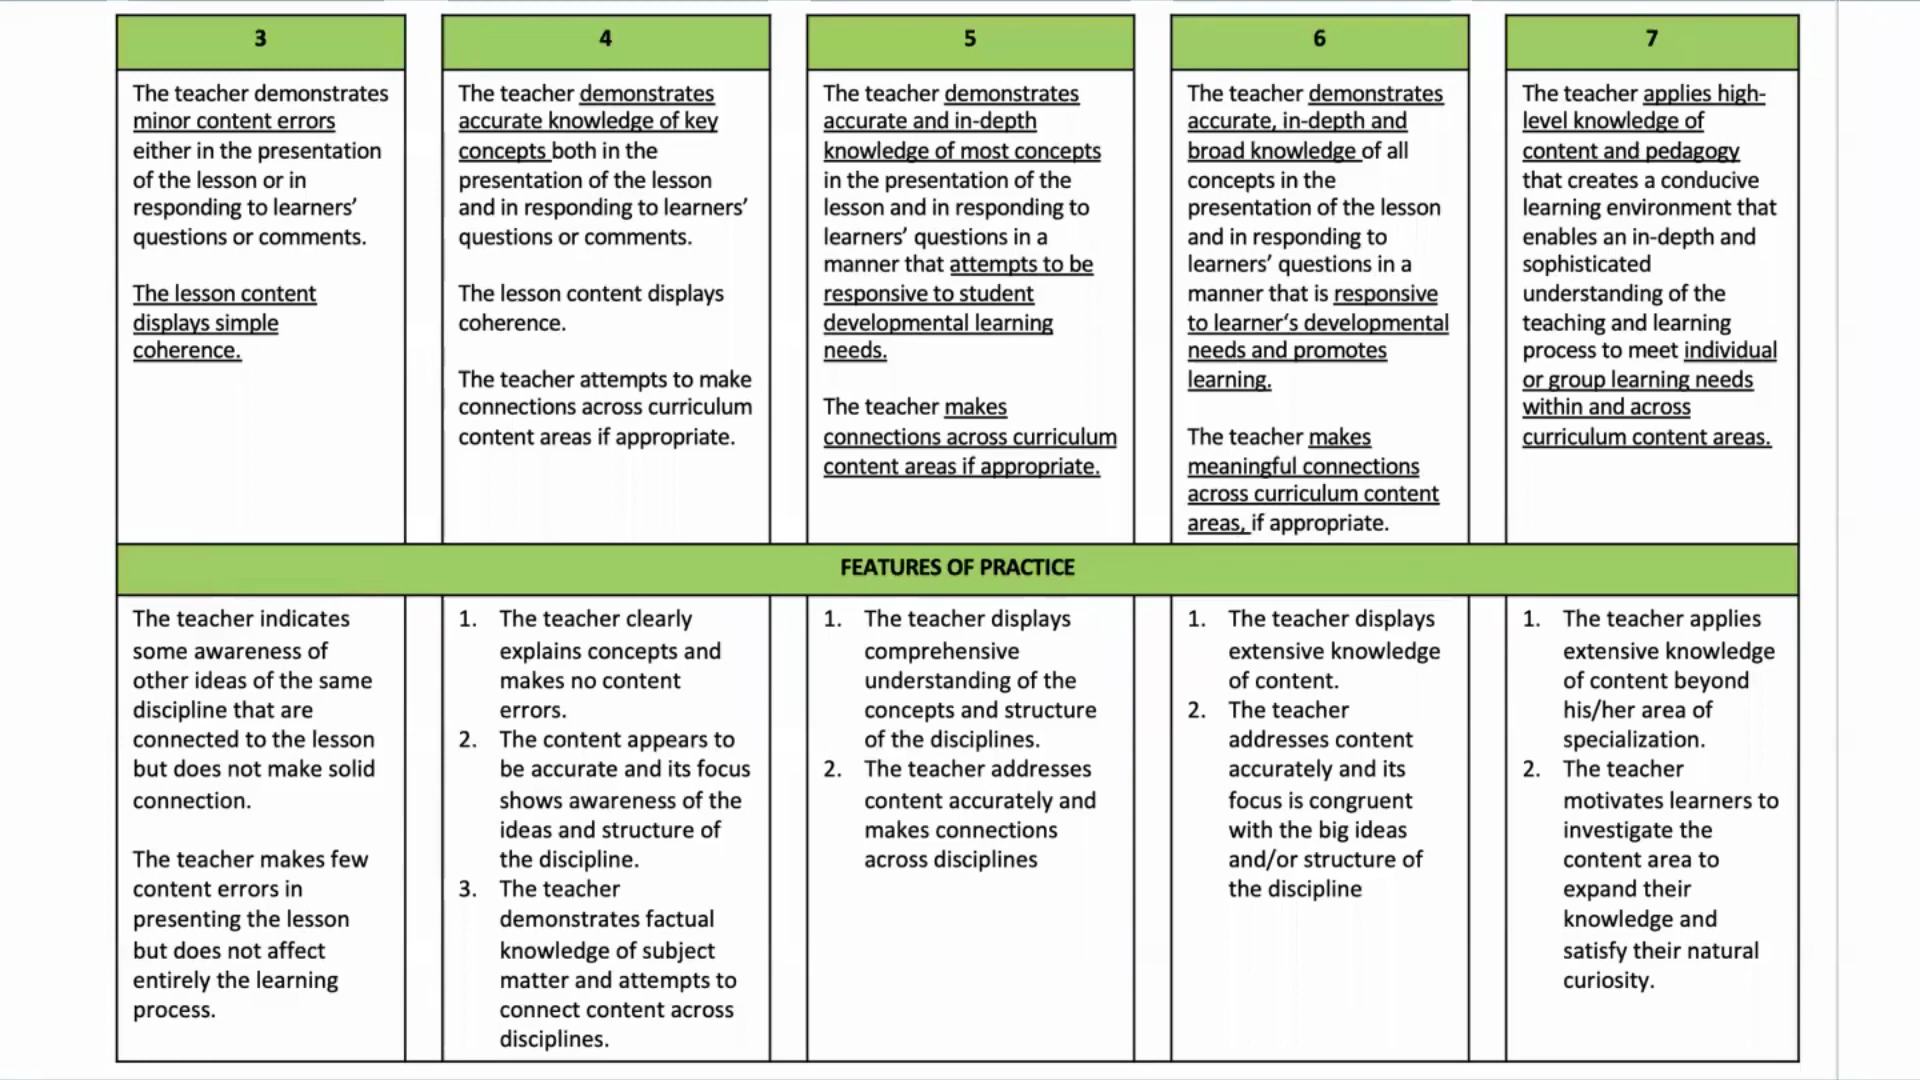 3
The teacher demonstrates
minor content errors
either in the presentation
of the lesson or in
responding to learners’
questions or comments.
The lesson content
displays simple
coherence.
4
The teacher demonstrates
accurate knowledge of key
concepts both in the
presentation of the lesson
and in responding to learners’
questions or comments.
The lesson content displays
coherence.
The teacher attempts to make
connections across curriculum
content areas if appropriate.
5
The teacher demonstrates
accurate and in-depth
knowledge of most concepts
in the presentation of the
lesson and in responding to
learners’ questions in a
manner that attempts to be
responsive to student
developmental learning
needs.
The teacher makes
connections across curriculum
content areas if appropriate.
6
The teacher demonstrates
accurate, in-depth and
broad knowledge of all
concepts in the
presentation of the lesson
and in responding to
learners’ questions in a
manner that is responsive
to learner’s developmental
needs and promotes
learning.
The teacher makes
meaningful connections
across curriculum content
areas, if appropriate.
7
The teacher applies high-
level knowledge of
content and pedagogy
that creates a conducive
learning environment that
enables an in-depth and
sophisticated
understanding of the
teaching and learning
process to meet individual
or group learning needs
within and across
curriculum content areas.
FEATURES OF PRACTICE
The teacher indicates
some awareness of
other ideas of the same
discipline that are
connected to the lesson
but does not make solid
connection.
The teacher makes few
content errors in
presenting the lesson
but does not affect
entirely the learning
process.
1. The teacher clearly
explains concepts and
makes no content
errors.
2. The content appears to
be accurate and its focus
shows awareness of the
ideas and structure of
the discipline.
3. The teacher
demonstrates factual
knowledge of subject
matter and attempts to
connect content across
disciplines.
1. The teacher displays
comprehensive
understanding of the
concepts and structure
of the disciplines.
2. The teacher addresses
content accurately and
makes connections
across disciplines
1. The teacher displays
extensive knowledge
of content.
2. The teacher
addresses content
accurately and its
focus is congruent
with the big ideas
and/or structure of
the discipline
1. The teacher applies
extensive knowledge
of content beyond
his/her area of
specialization.
2. The teacher
motivates learners to
investigate the
content area to
expand their
knowledge and
satisfy their natural
curiosity.